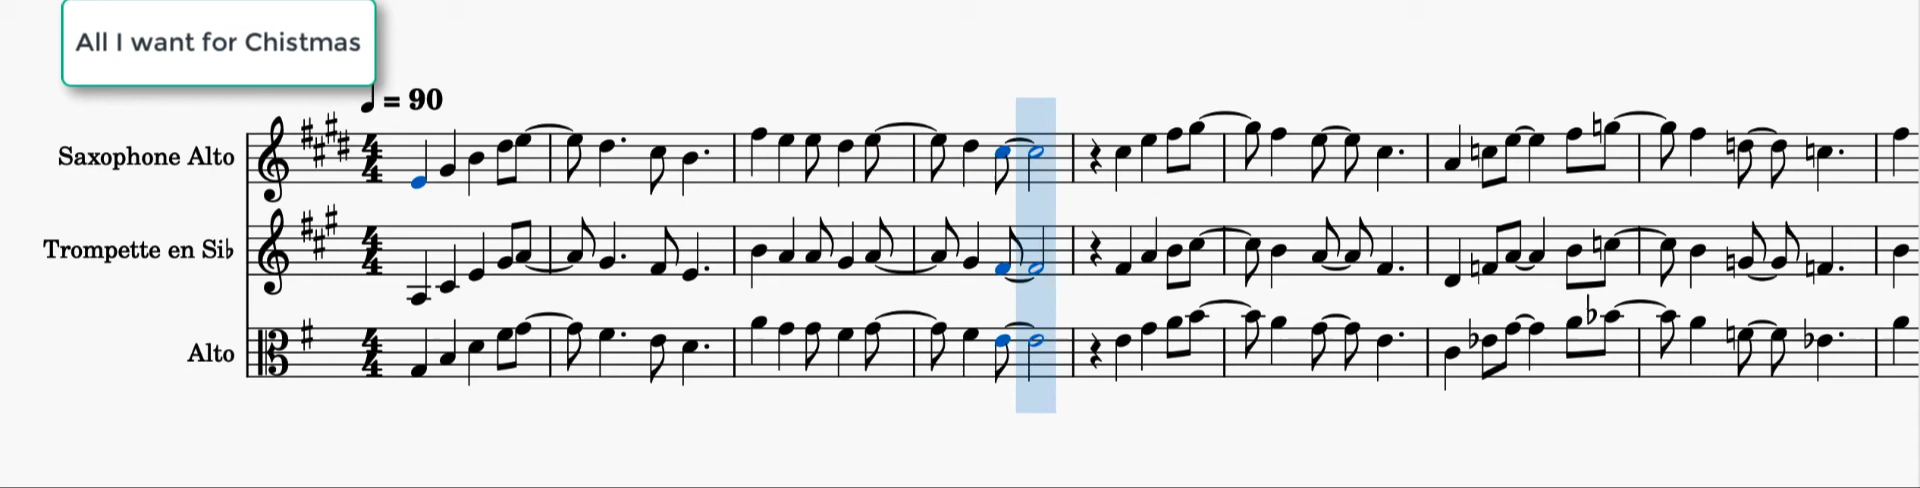 All I want for Chistmas
♩ = 90
Saxophone Alto
Trompette en Si♭
Alto